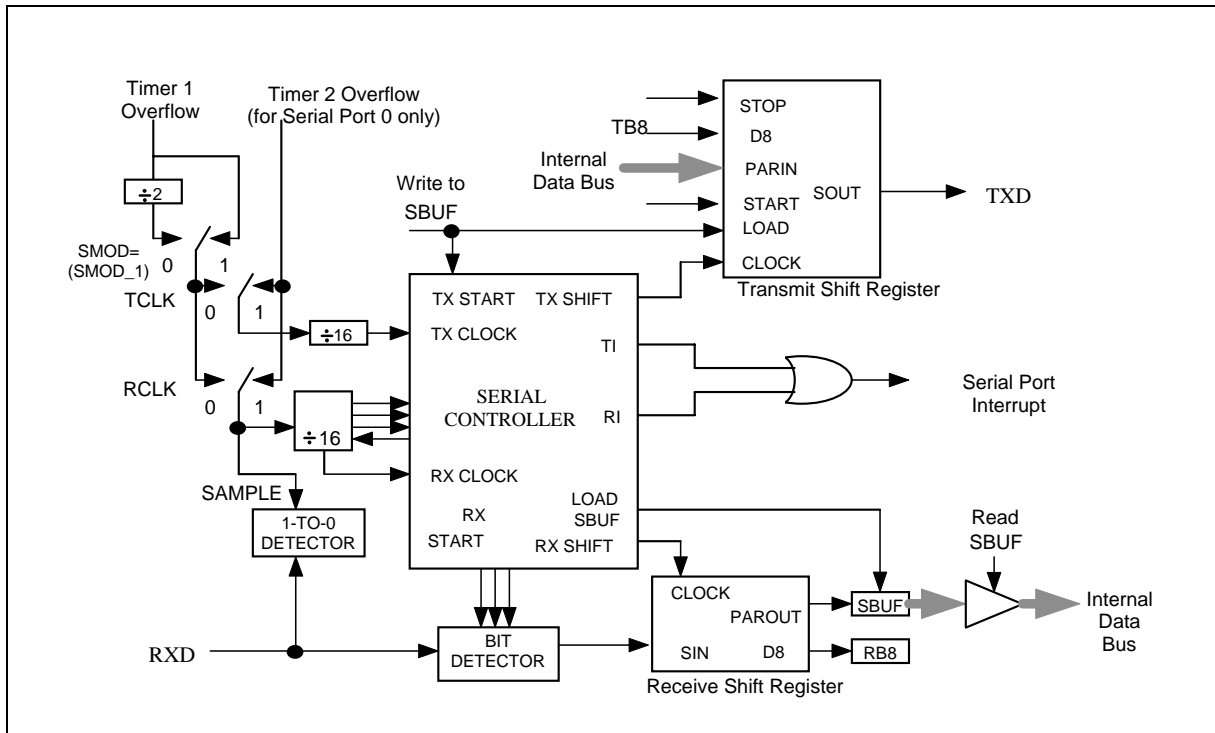 Timer 1
Overflow
Timer 2 Overflow
(for Serial Port 0 only)
÷2
SMOD=
(SMOD_1)
0
1
TCLK
0
1
÷16
RCLK
0
1
÷16
SAMPLE
1-TO-0
DETECTOR
RXD
Write to
SBUF
TX START
TX SHIFT
TX CLOCK
TI
SERIAL
CONTROLLER
RI
RX CLOCK
LOAD
SBUF
RX
START
RX SHIFT
BIT
DETECTOR
TB8
Internal
Data Bus
STOP
D8
PARIN
SOUT
START
LOAD
CLOCK
Transmit Shift Register
TXD
Serial Port
Interrupt
CLOCK
PAROUT
SIN
D8
Receive Shift Register
SBUF
RB8
Read
SBUF
Internal
Data
Bus